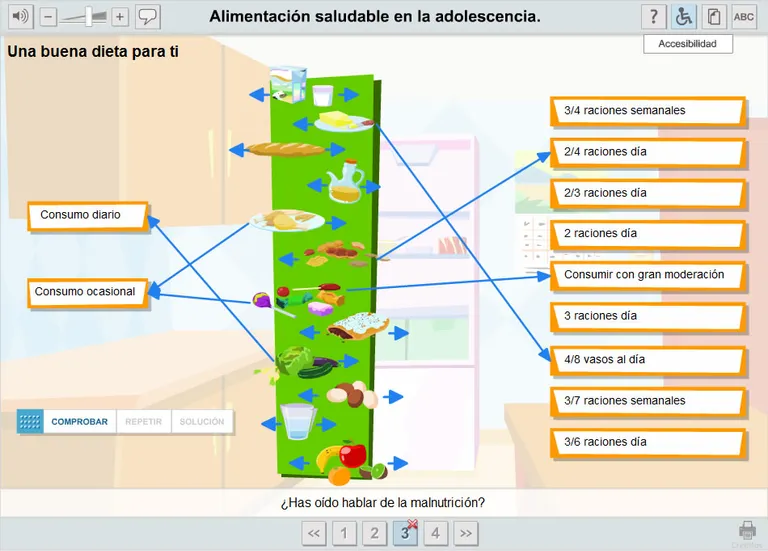 Alimentación saludable en la adolescencia.
?
ABC
Accesibilidad
Una buena dieta para ti
3/4 raciones semanales
2/4 raciones día
2/3 raciones día
Consumo diario
2 raciones día
Consumir con gran moderación
Consumo ocasional
3 raciones día
4/8 vasos al día
3/7 raciones semanales
COMPROBAR
REPETIR
SOLUCIÓN
3/6 raciones día
¿Has oído hablar de la malnutrición?
<< 1 2 3 4 >>